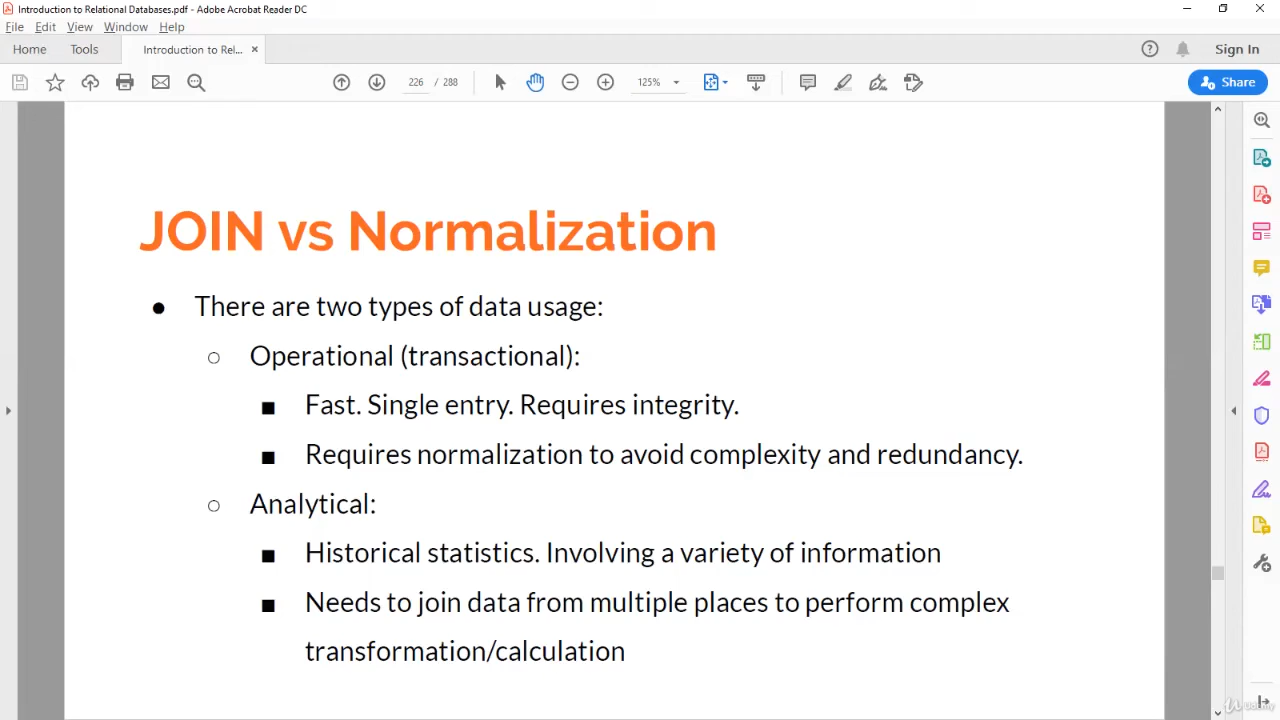 Introduction to Relational Databases.pdf - Adobe Acrobat Reader DC
File Edit View Window Help
Home Tools Introduction to Rel... × Sign In
226 / 288 125% Share
JOIN vs Normalization
● There are two types of data usage:
○ Operational (transactional):
■ Fast. Single entry. Requires integrity.
■ Requires normalization to avoid complexity and redundancy.
○ Analytical:
■ Historical statistics. Involving a variety of information
■ Needs to join data from multiple places to perform complex
transformation/calculation
Udemy